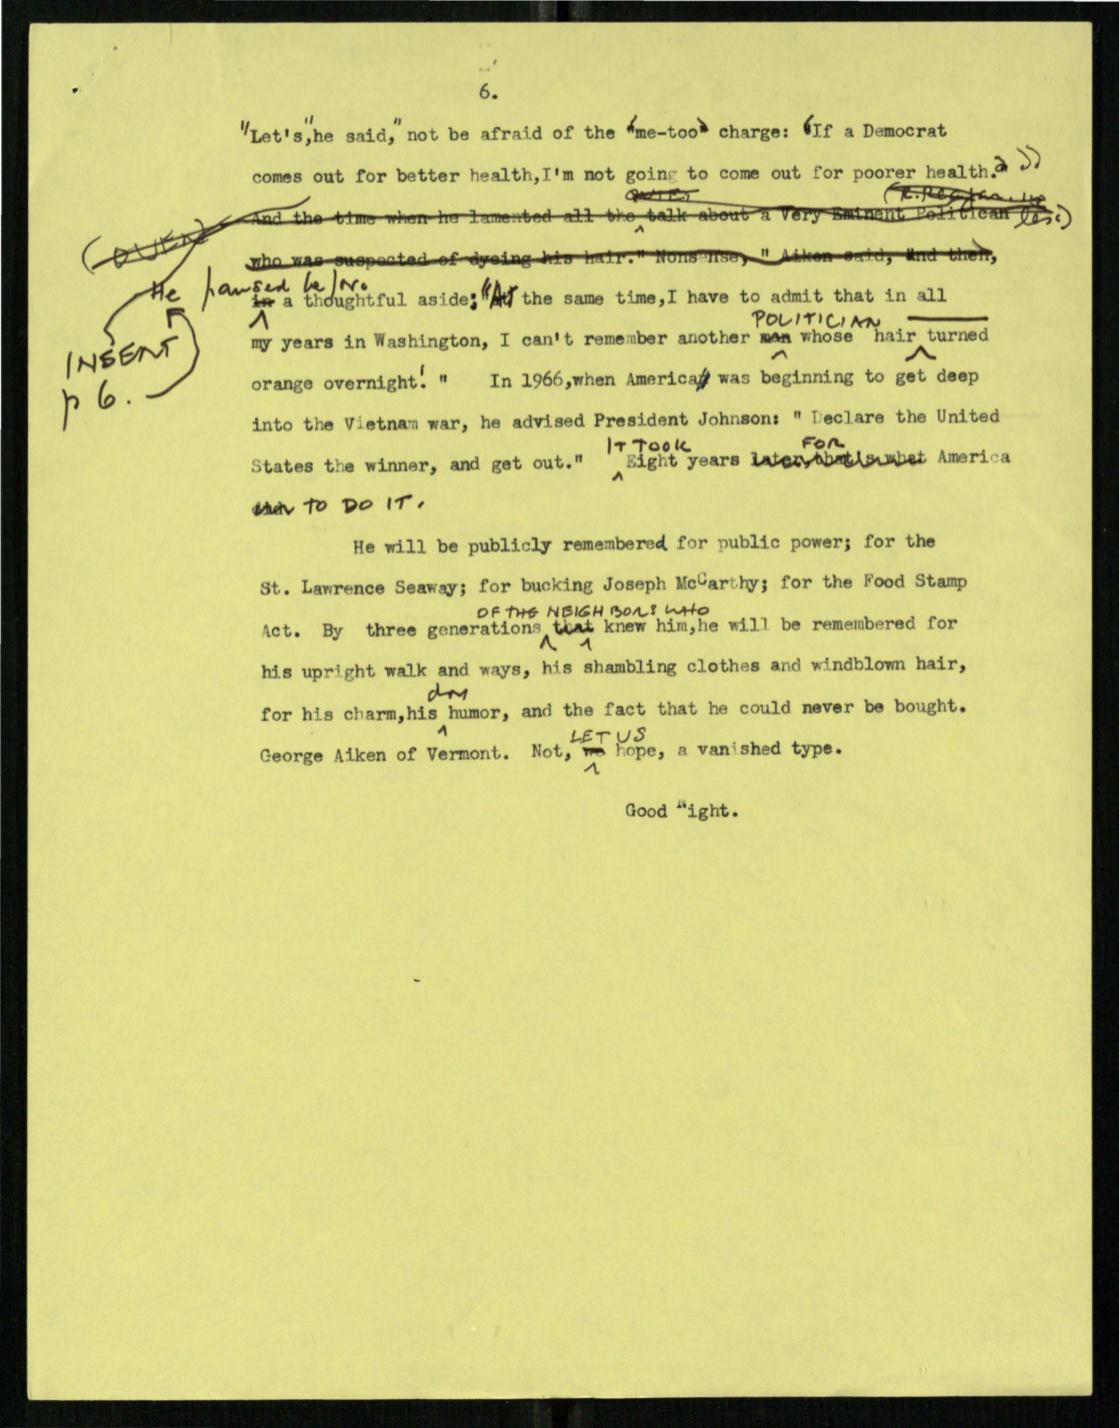 6.
"Let's", he said," not be afraid of the "me-too" charge: "If a Democrat
comes out for better health,I'm not going to come out for poorer health."))
And the time when he lamented all the talk about a Very Eminent Politican
(OVER)
who was suspected of dyeing his hair." Nonsense, " Aiken said, And then,
He paused for
in a thoughtful aside; "At the same time,I have to admit that in all
POLITICIAN
my years in Washington, I can't remember another man whose hair turned
INSERT
p 6.
orange overnight! " In 1966,when America was beginning to get deep
into the Vietnam war, he advised President Johnson: " Declare the United
IT TOOK FOR
States the winner, and get out." Eight years later, that's what America
TO DO IT.
He will be publicly remembered for public power; for the
St. Lawrence Seaway; for bucking Joseph McCarthy; for the Food Stamp
OF THE NEIGHBORS WHO
Act. By three generations that knew him,he will be remembered for
his upright walk and ways, his shambling clothes and windblown hair,
dry
for his charm,his humor, and the fact that he could never be bought.
LET US
George Aiken of Vermont. Not, we hope, a vanished type.
Good Night.